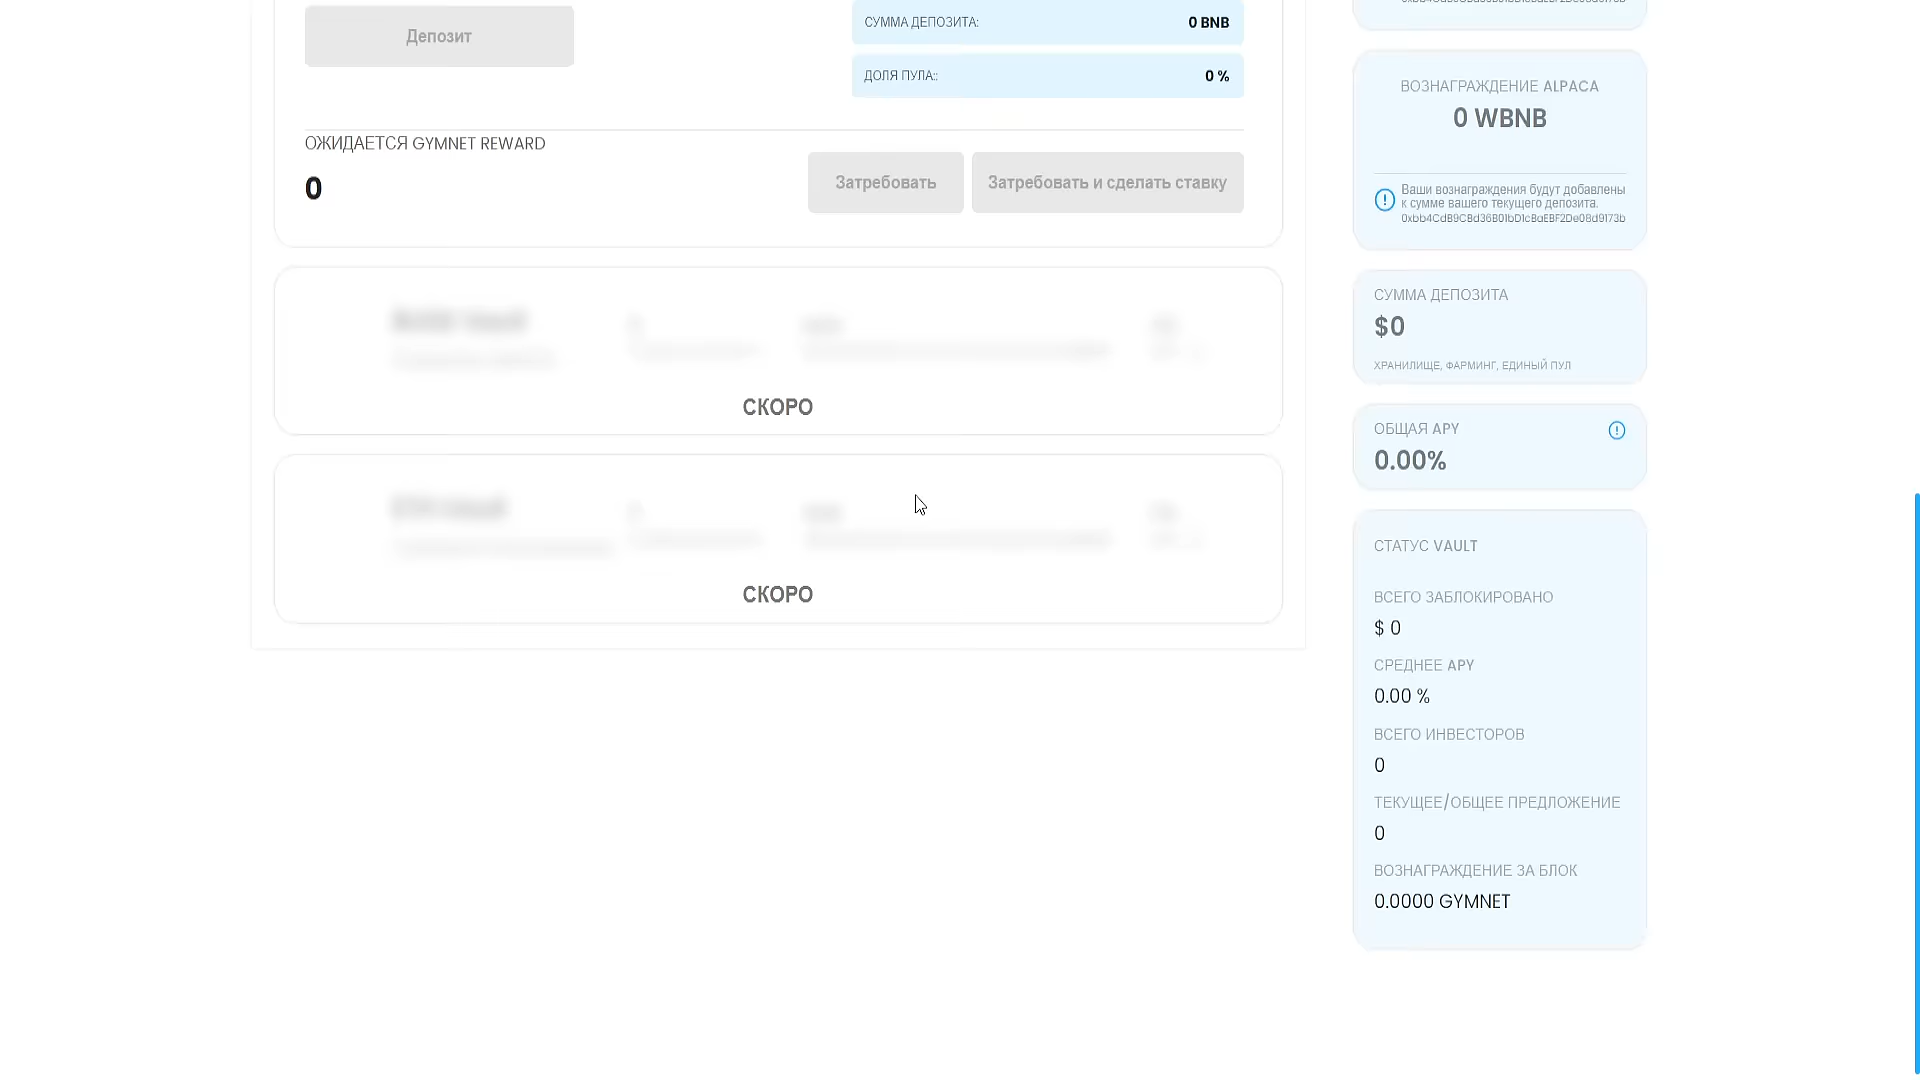 Депозит
СУММА ДЕПОЗИТА:
0 BNB
ДОЛЯ ПУЛА::
0 %
ОЖИДАЕТСЯ GYMNET REWARD
0
Затребовать
Затребовать и сделать ставку
СКОРО
СКОРО
ВОЗНАГРАЖДЕНИЕ ALPACA
0 WBNB
Ваши вознаграждения будут добавлены
к сумме вашего текущего депозита.
0xbb4CdB9CBd36B01bD1cBaEBF2De08d9173b
СУММА ДЕПОЗИТА
$0
ХРАНИЛИЩЕ, ФАРМИНГ, ЕДИНЫЙ ПУЛ
ОБЩАЯ APY
0.00%
СТАТУС VAULT
ВСЕГО ЗАБЛОКИРОВАНО
$ 0
СРЕДНЕЕ APY
0.00 %
ВСЕГО ИНВЕСТОРОВ
0
ТЕКУЩЕЕ/ОБЩЕЕ ПРЕДЛОЖЕНИЕ
0
ВОЗНАГРАЖДЕНИЕ ЗА БЛОК
0.0000 GYMNET